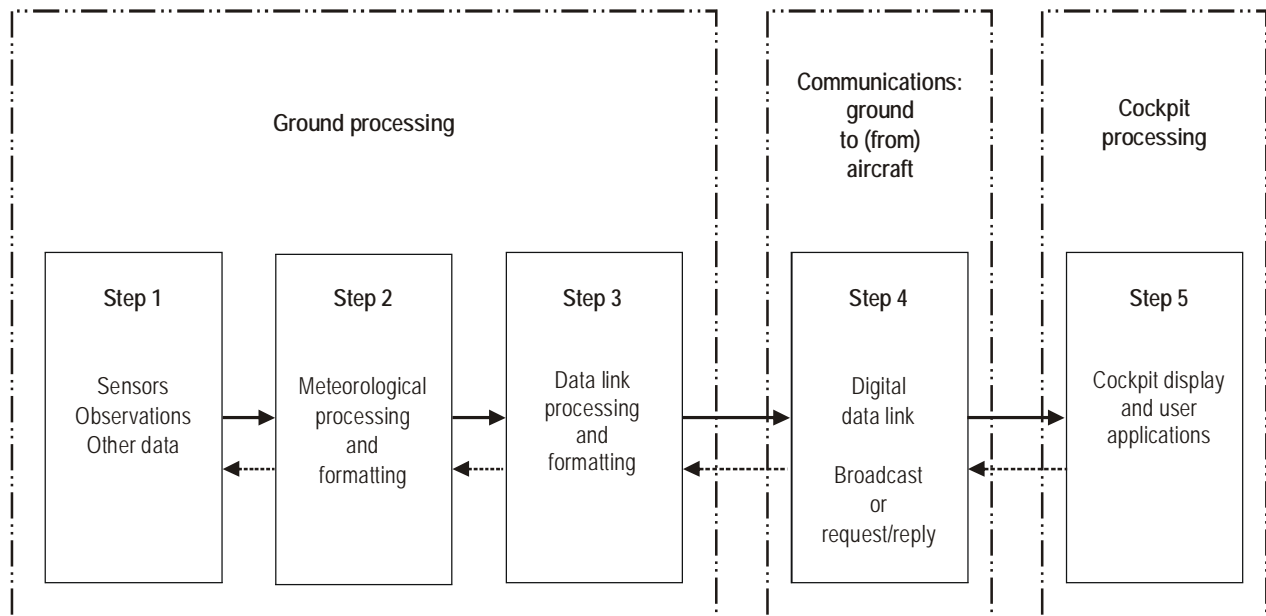 Ground processing
Communications:
ground
to (from)
aircraft
Cockpit
processing
Step 1
Sensors
Observations
Other data
Step 2
Meteorological
processing
and
formatting
Step 3
Data link
processing
and
formatting
Step 4
Digital
data link
Broadcast
or
request/reply
Step 5
Cockpit display
and user
applications